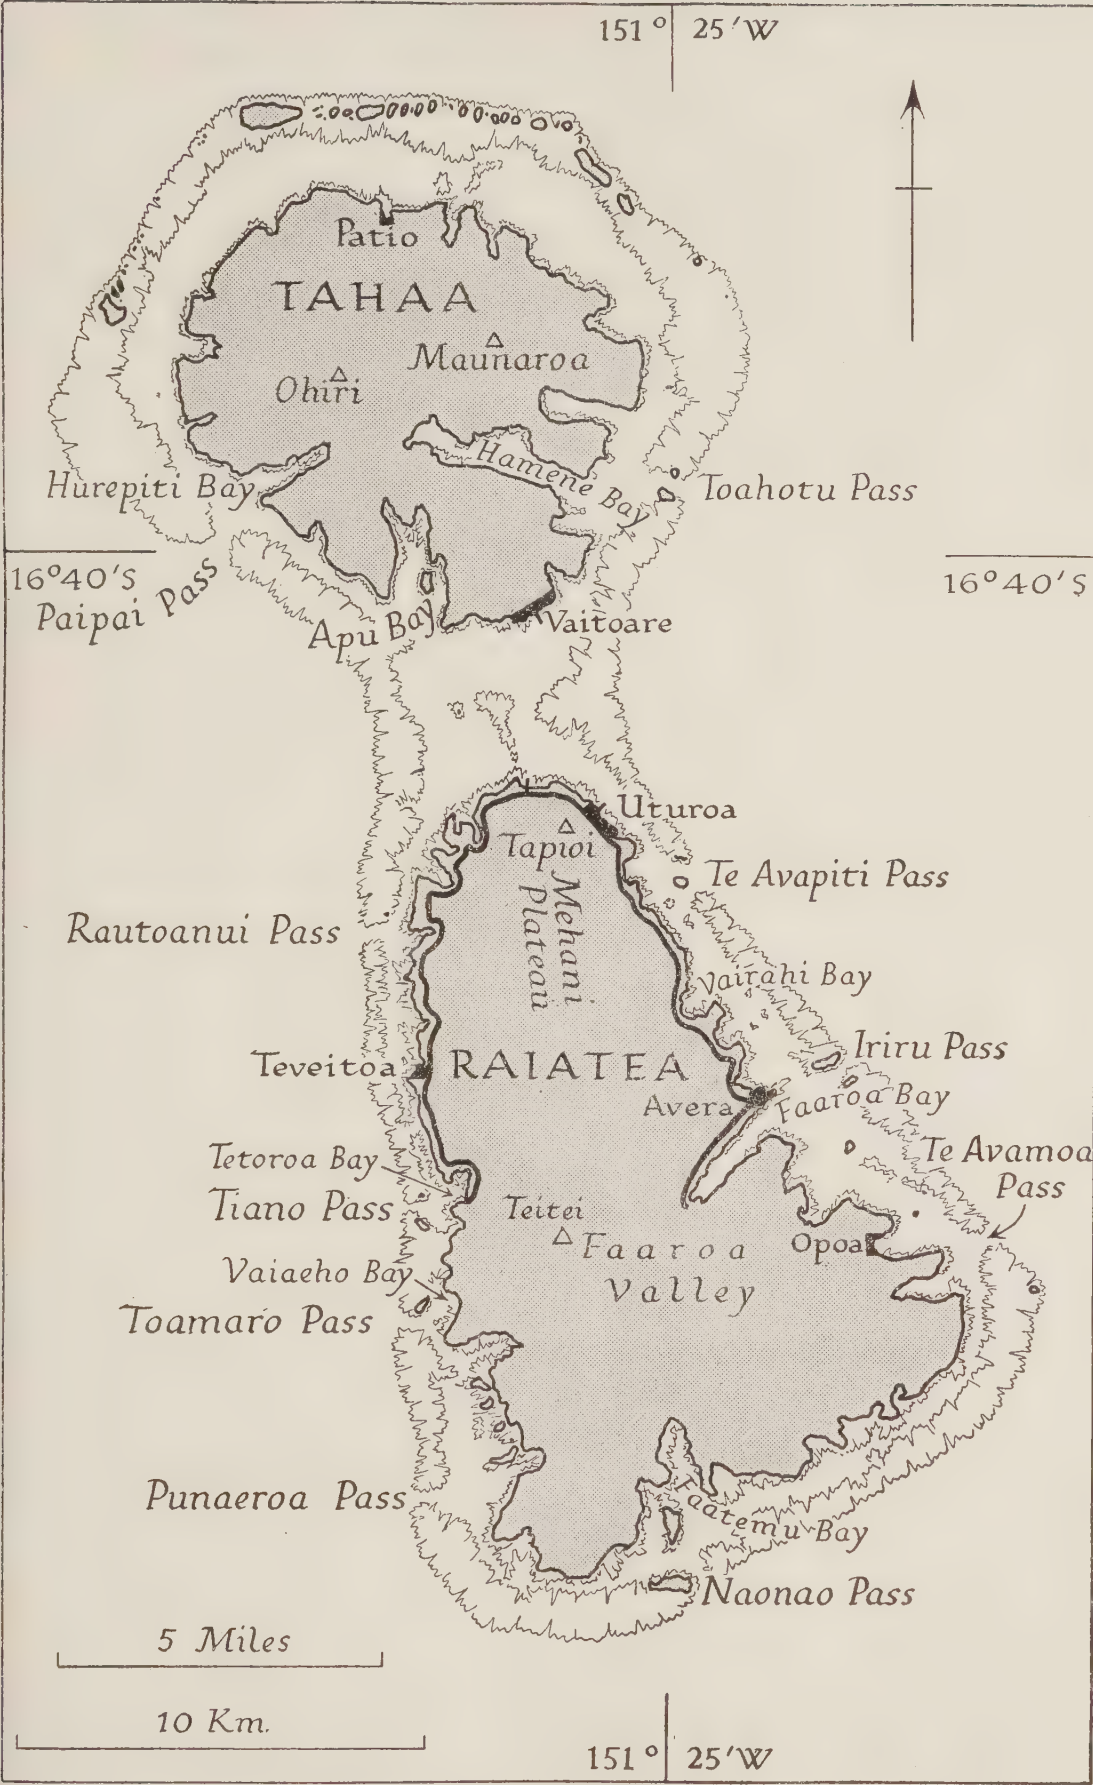 151° 25'W
Patio
TAHAA
Maunaroa
Ohiri
Hamene Bay
Hurepiti Bay
Toahotu Pass
16°40'S
16°40'S
Paipai Pass
Apu Bay
Vaitoare
Uturoa
Tapioi
Te Avapiti Pass
Mehani
Plateau
Rautoanui Pass
Vairahi Bay
Iriru Pass
Teveitoa
RAIATEA
Avera
Faaroa Bay
Te Avamoa
Pass
Tetoroa Bay
Tiano Pass
Teitei
Faaroa
Valley
Opoa
Vaiaeho Bay
Toamaro Pass
Punaeroa Pass
Faatemu Bay
Naonao Pass
5 Miles
10 Km.
151° 25'W